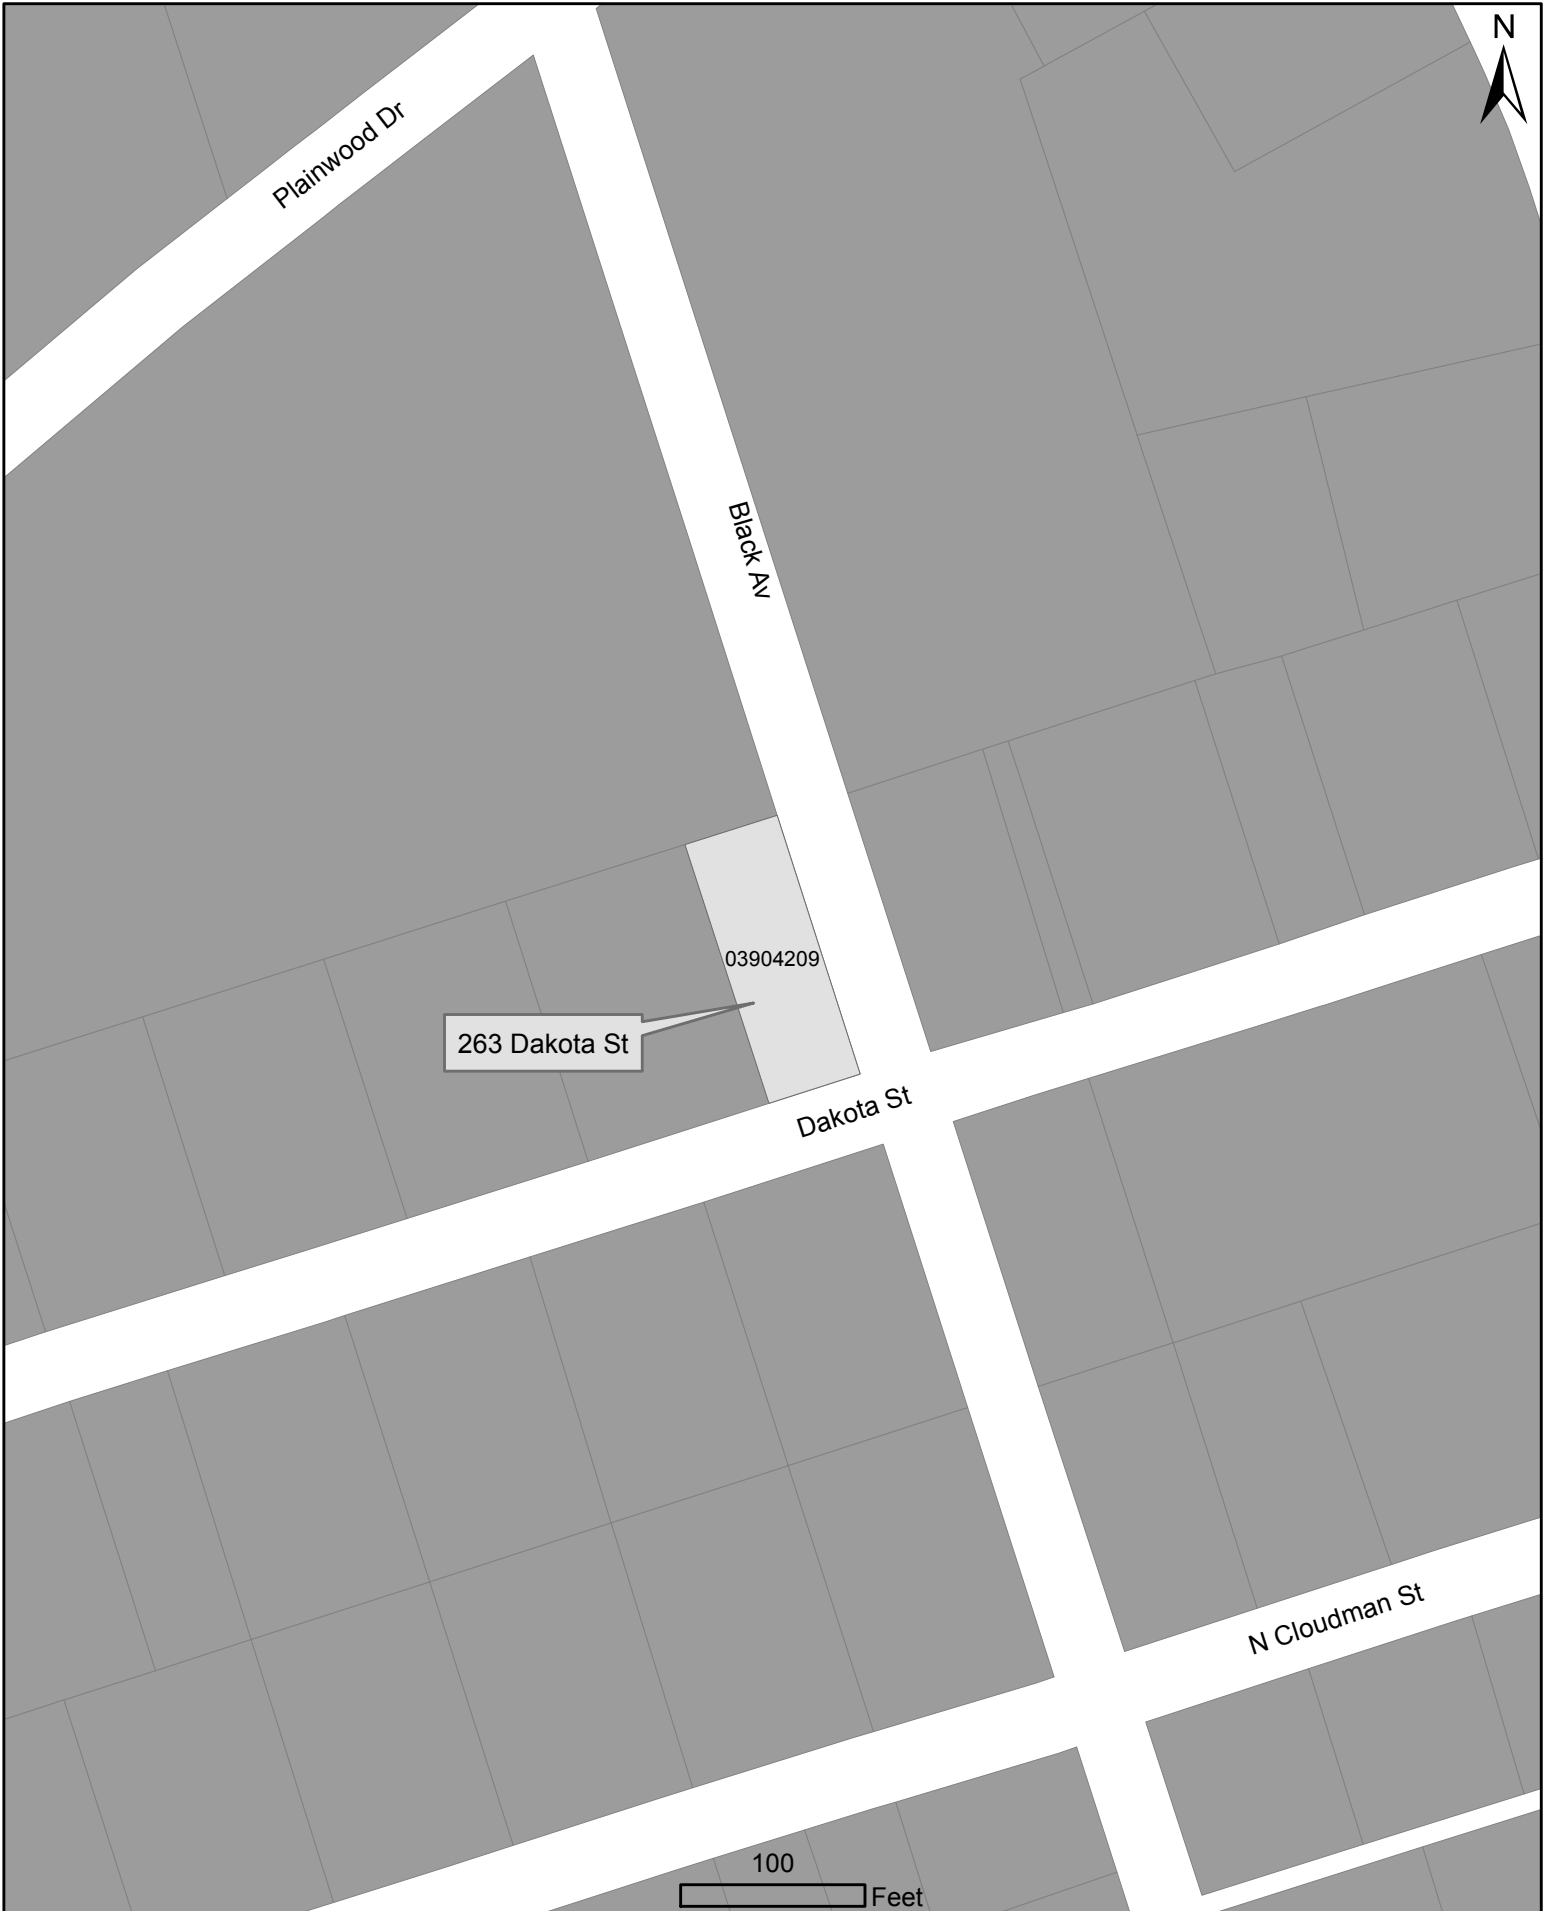 N
Plainwood Dr
Black Av
03904209
263 Dakota St
Dakota St
N Cloudman St
100
Feet